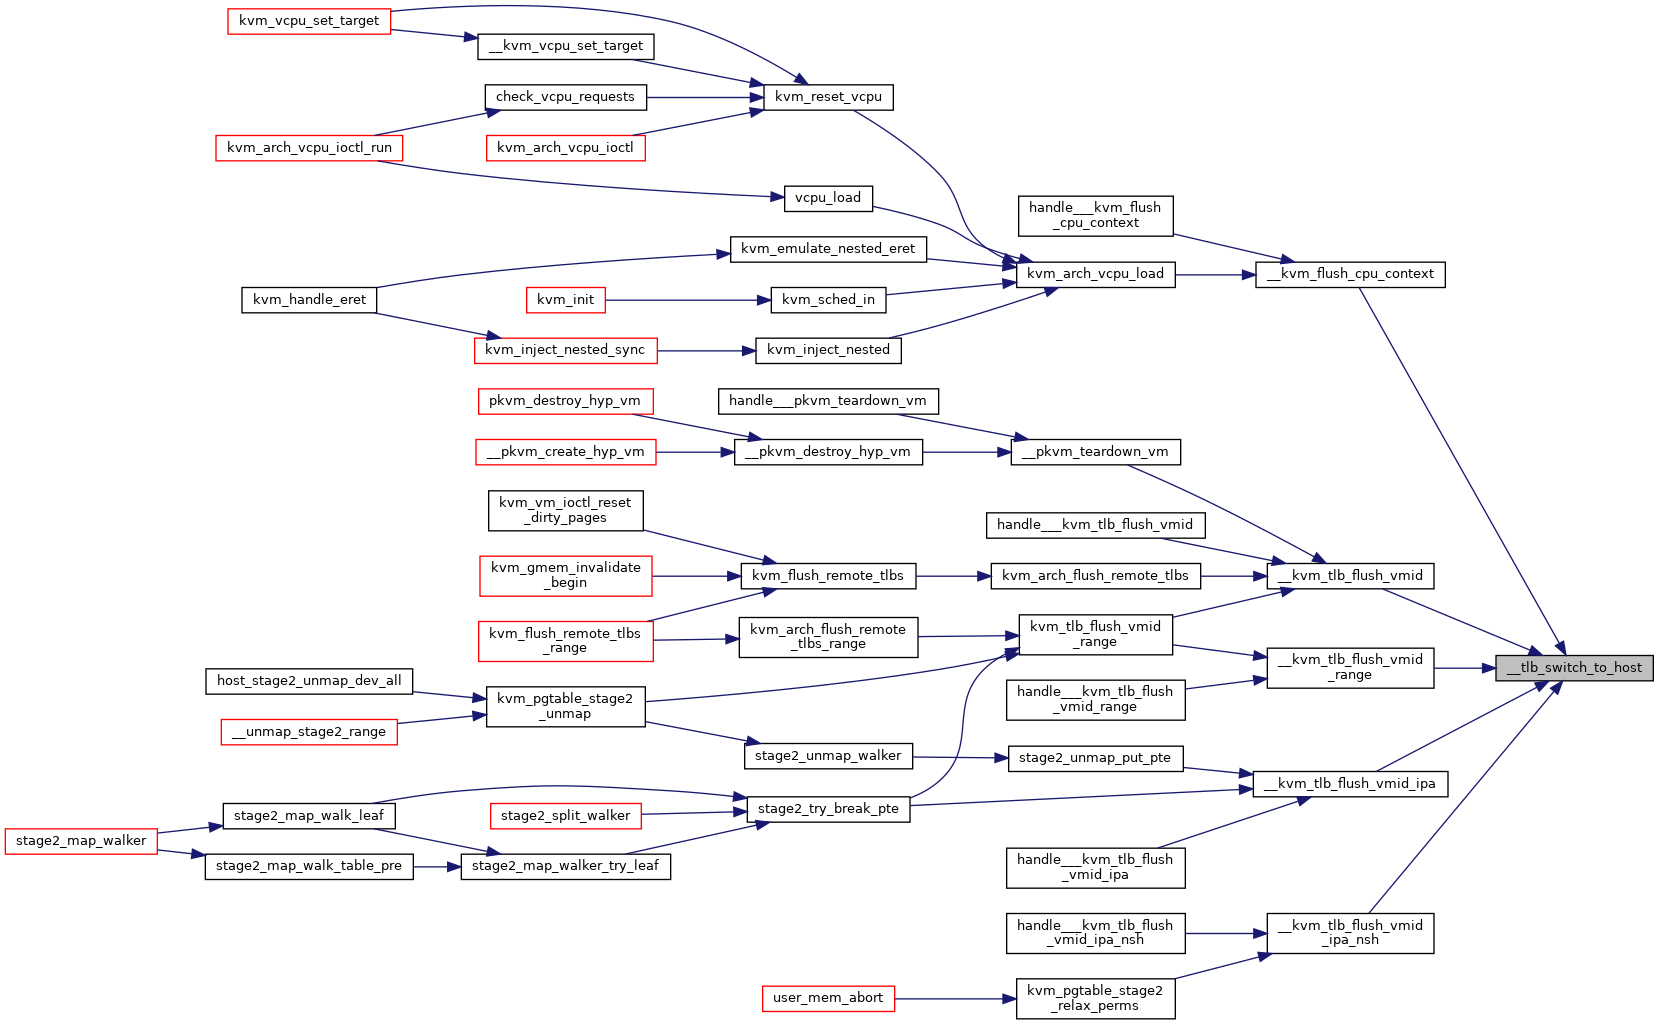 kvm_vcpu_set_target
__kvm_vcpu_set_target
kvm_reset_vcpu
check_vcpu_requests
kvm_arch_vcpu_ioctl_run
kvm_arch_vcpu_ioctl
vcpu_load
handle___kvm_flush
_cpu_context
kvm_emulate_nested_eret
kvm_arch_vcpu_load
__kvm_flush_cpu_context
kvm_handle_eret
kvm_init
kvm_sched_in
kvm_inject_nested_sync
kvm_inject_nested
pkvm_destroy_hyp_vm
handle___pkvm_teardown_vm
__pkvm_create_hyp_vm
__pkvm_destroy_hyp_vm
__pkvm_teardown_vm
kvm_vm_ioctl_reset
_dirty_pages
handle___kvm_tlb_flush_vmid
kvm_gmem_invalidate
_begin
kvm_flush_remote_tlbs
kvm_arch_flush_remote_tlbs
__kvm_tlb_flush_vmid
kvm_flush_remote_tlbs
_range
kvm_arch_flush_remote
_tlbs_range
kvm_tlb_flush_vmid
_range
__kvm_tlb_flush_vmid
_range
__tlb_switch_to_host
host_stage2_unmap_dev_all
kvm_pgtable_stage2
_unmap
handle___kvm_tlb_flush
_vmid_range
__unmap_stage2_range
stage2_unmap_walker
stage2_unmap_put_pte
__kvm_tlb_flush_vmid_ipa
stage2_map_walk_leaf
stage2_split_walker
stage2_try_break_pte
stage2_map_walker
stage2_map_walk_table_pre
stage2_map_walker_try_leaf
handle___kvm_tlb_flush
_vmid_ipa
handle___kvm_tlb_flush
_vmid_ipa_nsh
__kvm_tlb_flush_vmid
_ipa_nsh
user_mem_abort
kvm_pgtable_stage2
_relax_perms